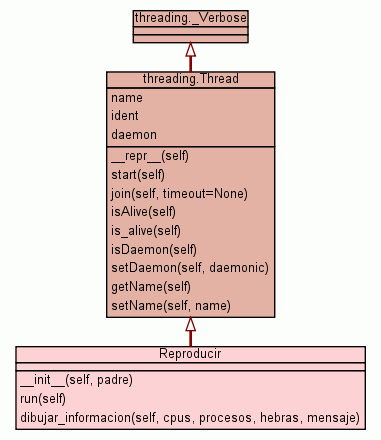 threading._Verbose
threading.Thread
name
ident
daemon
__repr__(self)
start(self)
join(self, timeout=None)
isAlive(self)
is_alive(self)
isDaemon(self)
setDaemon(self, daemonic)
getName(self)
setName(self, name)
Reproducir
__init__(self, padre)
run(self)
dibujar_informacion(self, cpus, procesos, hebras, mensaje)